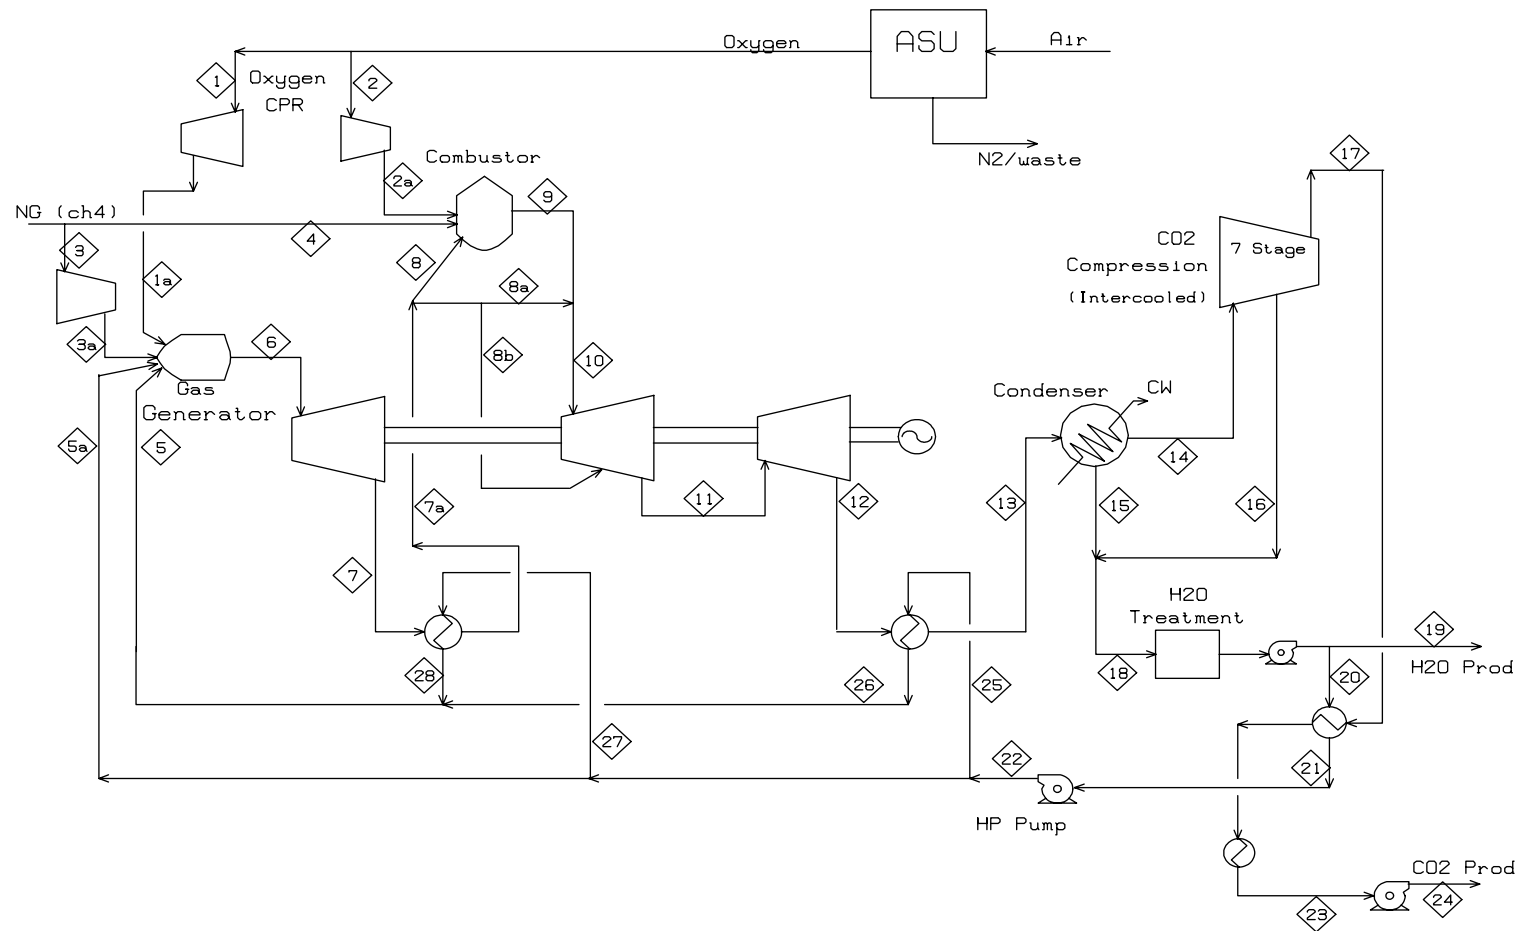 ASU
Air
Oxygen
N2/waste
1
Oxygen
CPR
2
Combustor
2a
9
17
NG (ch4)
3
4
8
1a
8a
CO2
Compression
(Intercooled)
7 Stage
3a
6
8b
10
Gas
Generator
Condenser
CW
5a
5
7a
11
12
13
14
15
16
7
H2O
Treatment
19
H2O Prod
28
26
25
18
20
27
22
21
HP Pump
CO2 Prod
23
24